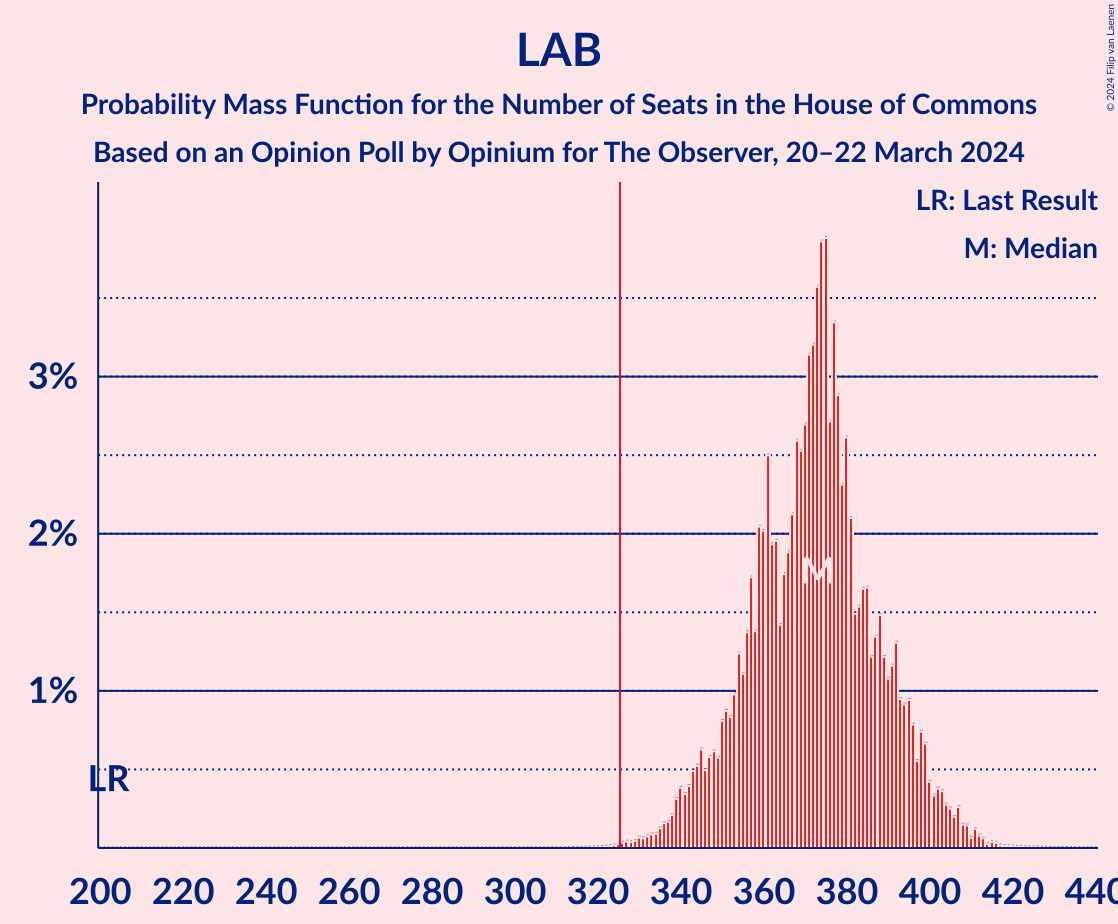 LAB
Probability Mass Function for the Number of Seats in the House of Commons
Based on an Opinion Poll by Opinium for The Observer, 20–22 March 2024
© 2024 Filip van Laenen
LR: Last Result
M: Median
3%
2%
M
1%
LR
200 220 240 260 280 300 320 340 360 380 400 420 440